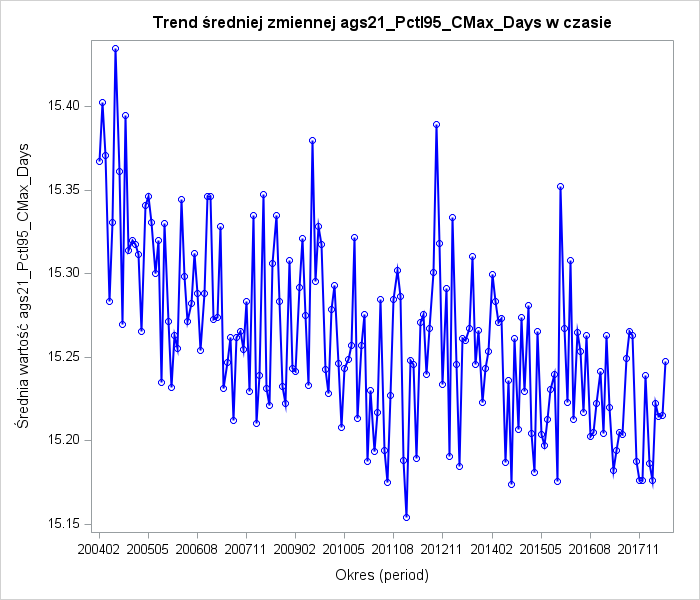 Trend średniej zmiennej ags21_Pctl95_CMax_Days w czasie
Średnia wartość ags21_Pctl95_CMax_Days
15.40
15.35
15.30
15.25
15.20
15.15
200402 200505 200608 200711 200902 201005 201108 201211 201402 201505 201608 201711
Okres (period)